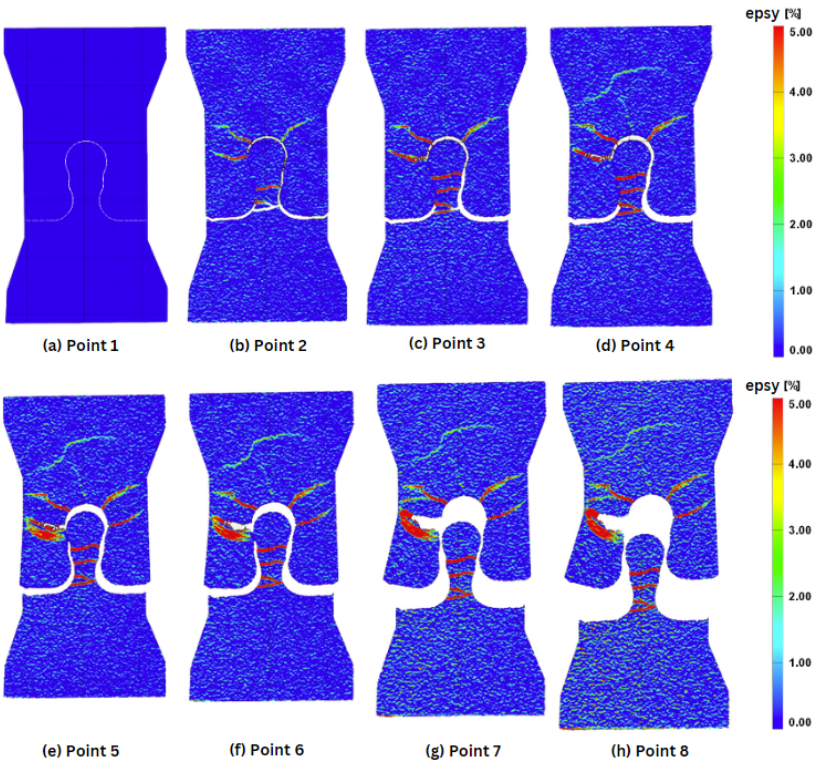 epsy [%]
5.00
4.00
3.00
2.00
1.00
0.00
(a) Point 1
(b) Point 2
(c) Point 3
(d) Point 4
epsy [%]
5.00
4.00
3.00
2.00
1.00
0.00
(e) Point 5
(f) Point 6
(g) Point 7
(h) Point 8